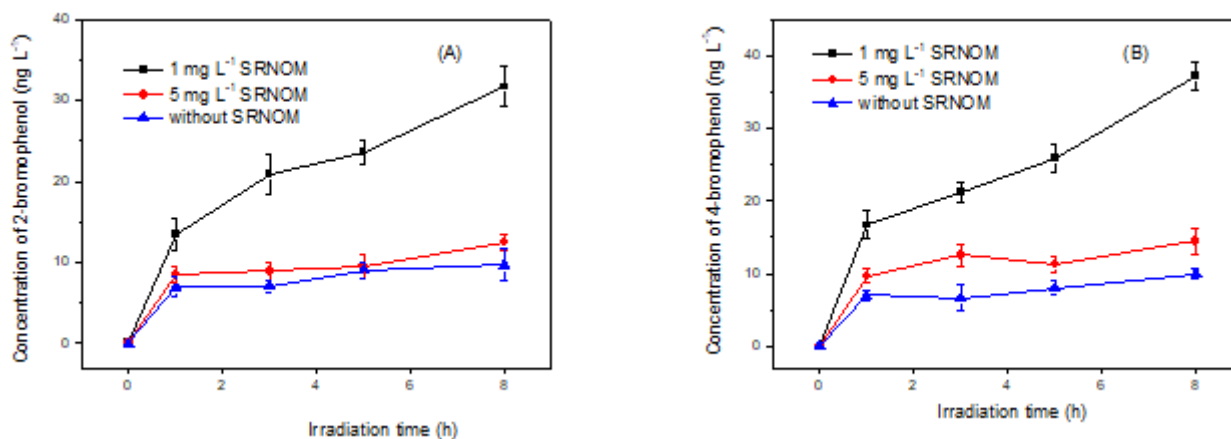 40
30
20
10
0
Concentration of 2-bromophenol (ng L⁻¹)
(A)
1 mg L⁻¹ SRNOM
5 mg L⁻¹ SRNOM
without SRNOM
0 2 4 6 8
Irradiation time (h)
40
30
20
10
0
Concentration of 4-bromophenol (ng L⁻¹)
(B)
1 mg L⁻¹ SRNOM
5 mg L⁻¹ SRNOM
without SRNOM
0 2 4 6 8
Irradiation time (h)